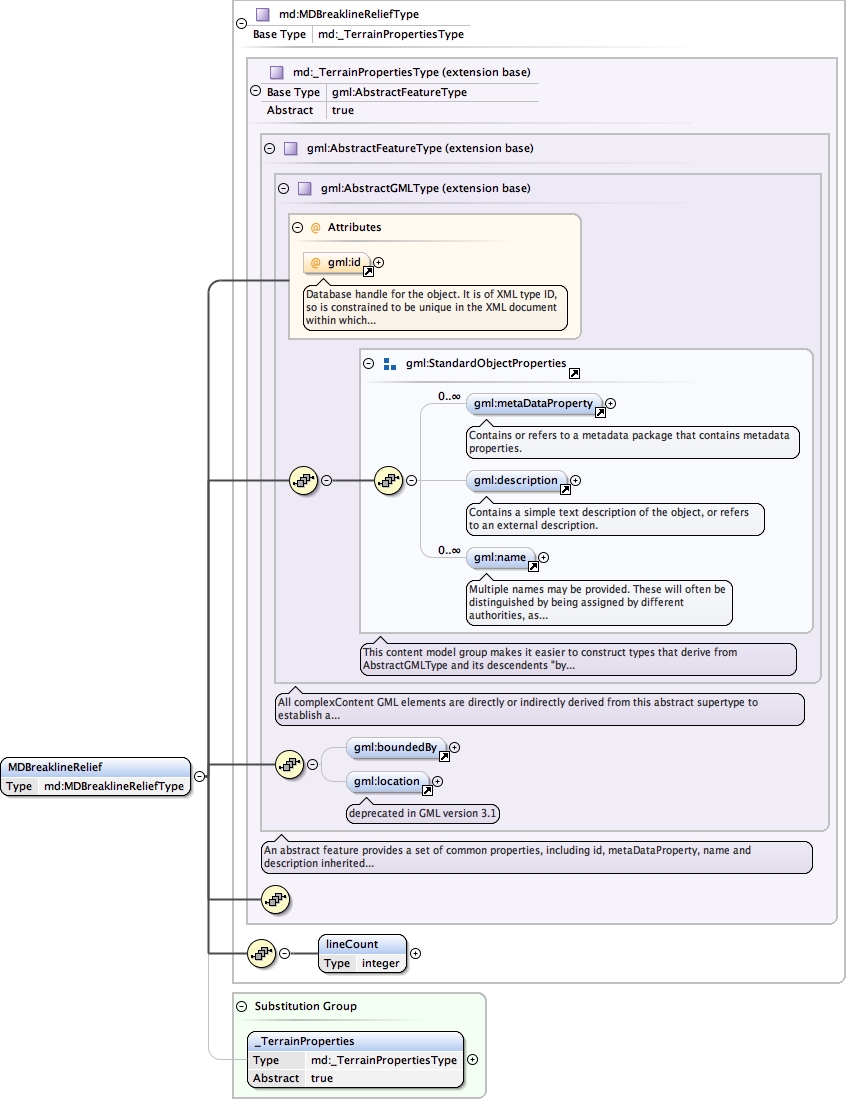 md:MDBreaklineReliefType
Base Type md:_TerrainPropertiesType
md:_TerrainPropertiesType (extension base)
Base Type gml:AbstractFeatureType
Abstract true
gml:AbstractFeatureType (extension base)
gml:AbstractGMLType (extension base)
@ Attributes
@ gml:id
Database handle for the object. It is of XML type ID,
so is constrained to be unique in the XML document
within which...
gml:StandardObjectProperties
0..∞
gml:metaDataProperty
Contains or refers to a metadata package that contains metadata
properties.
gml:description
Contains a simple text description of the object, or refers
to an external description.
0..∞
gml:name
Multiple names may be provided. These will often be
distinguished by being assigned by different
authorities, as...
This content model group makes it easier to construct types that derive from
AbstractGMLType and its descendents "by...
All complexContent GML elements are directly or indirectly derived from this abstract supertype to
establish a...
gml:boundedBy
MDBreaklineRelief
Type md:MDBreaklineReliefType
gml:location
deprecated in GML version 3.1
An abstract feature provides a set of common properties, including id, metaDataProperty, name and
description inherited...
lineCount
Type integer
Substitution Group
_TerrainProperties
Type md:_TerrainPropertiesType
Abstract true